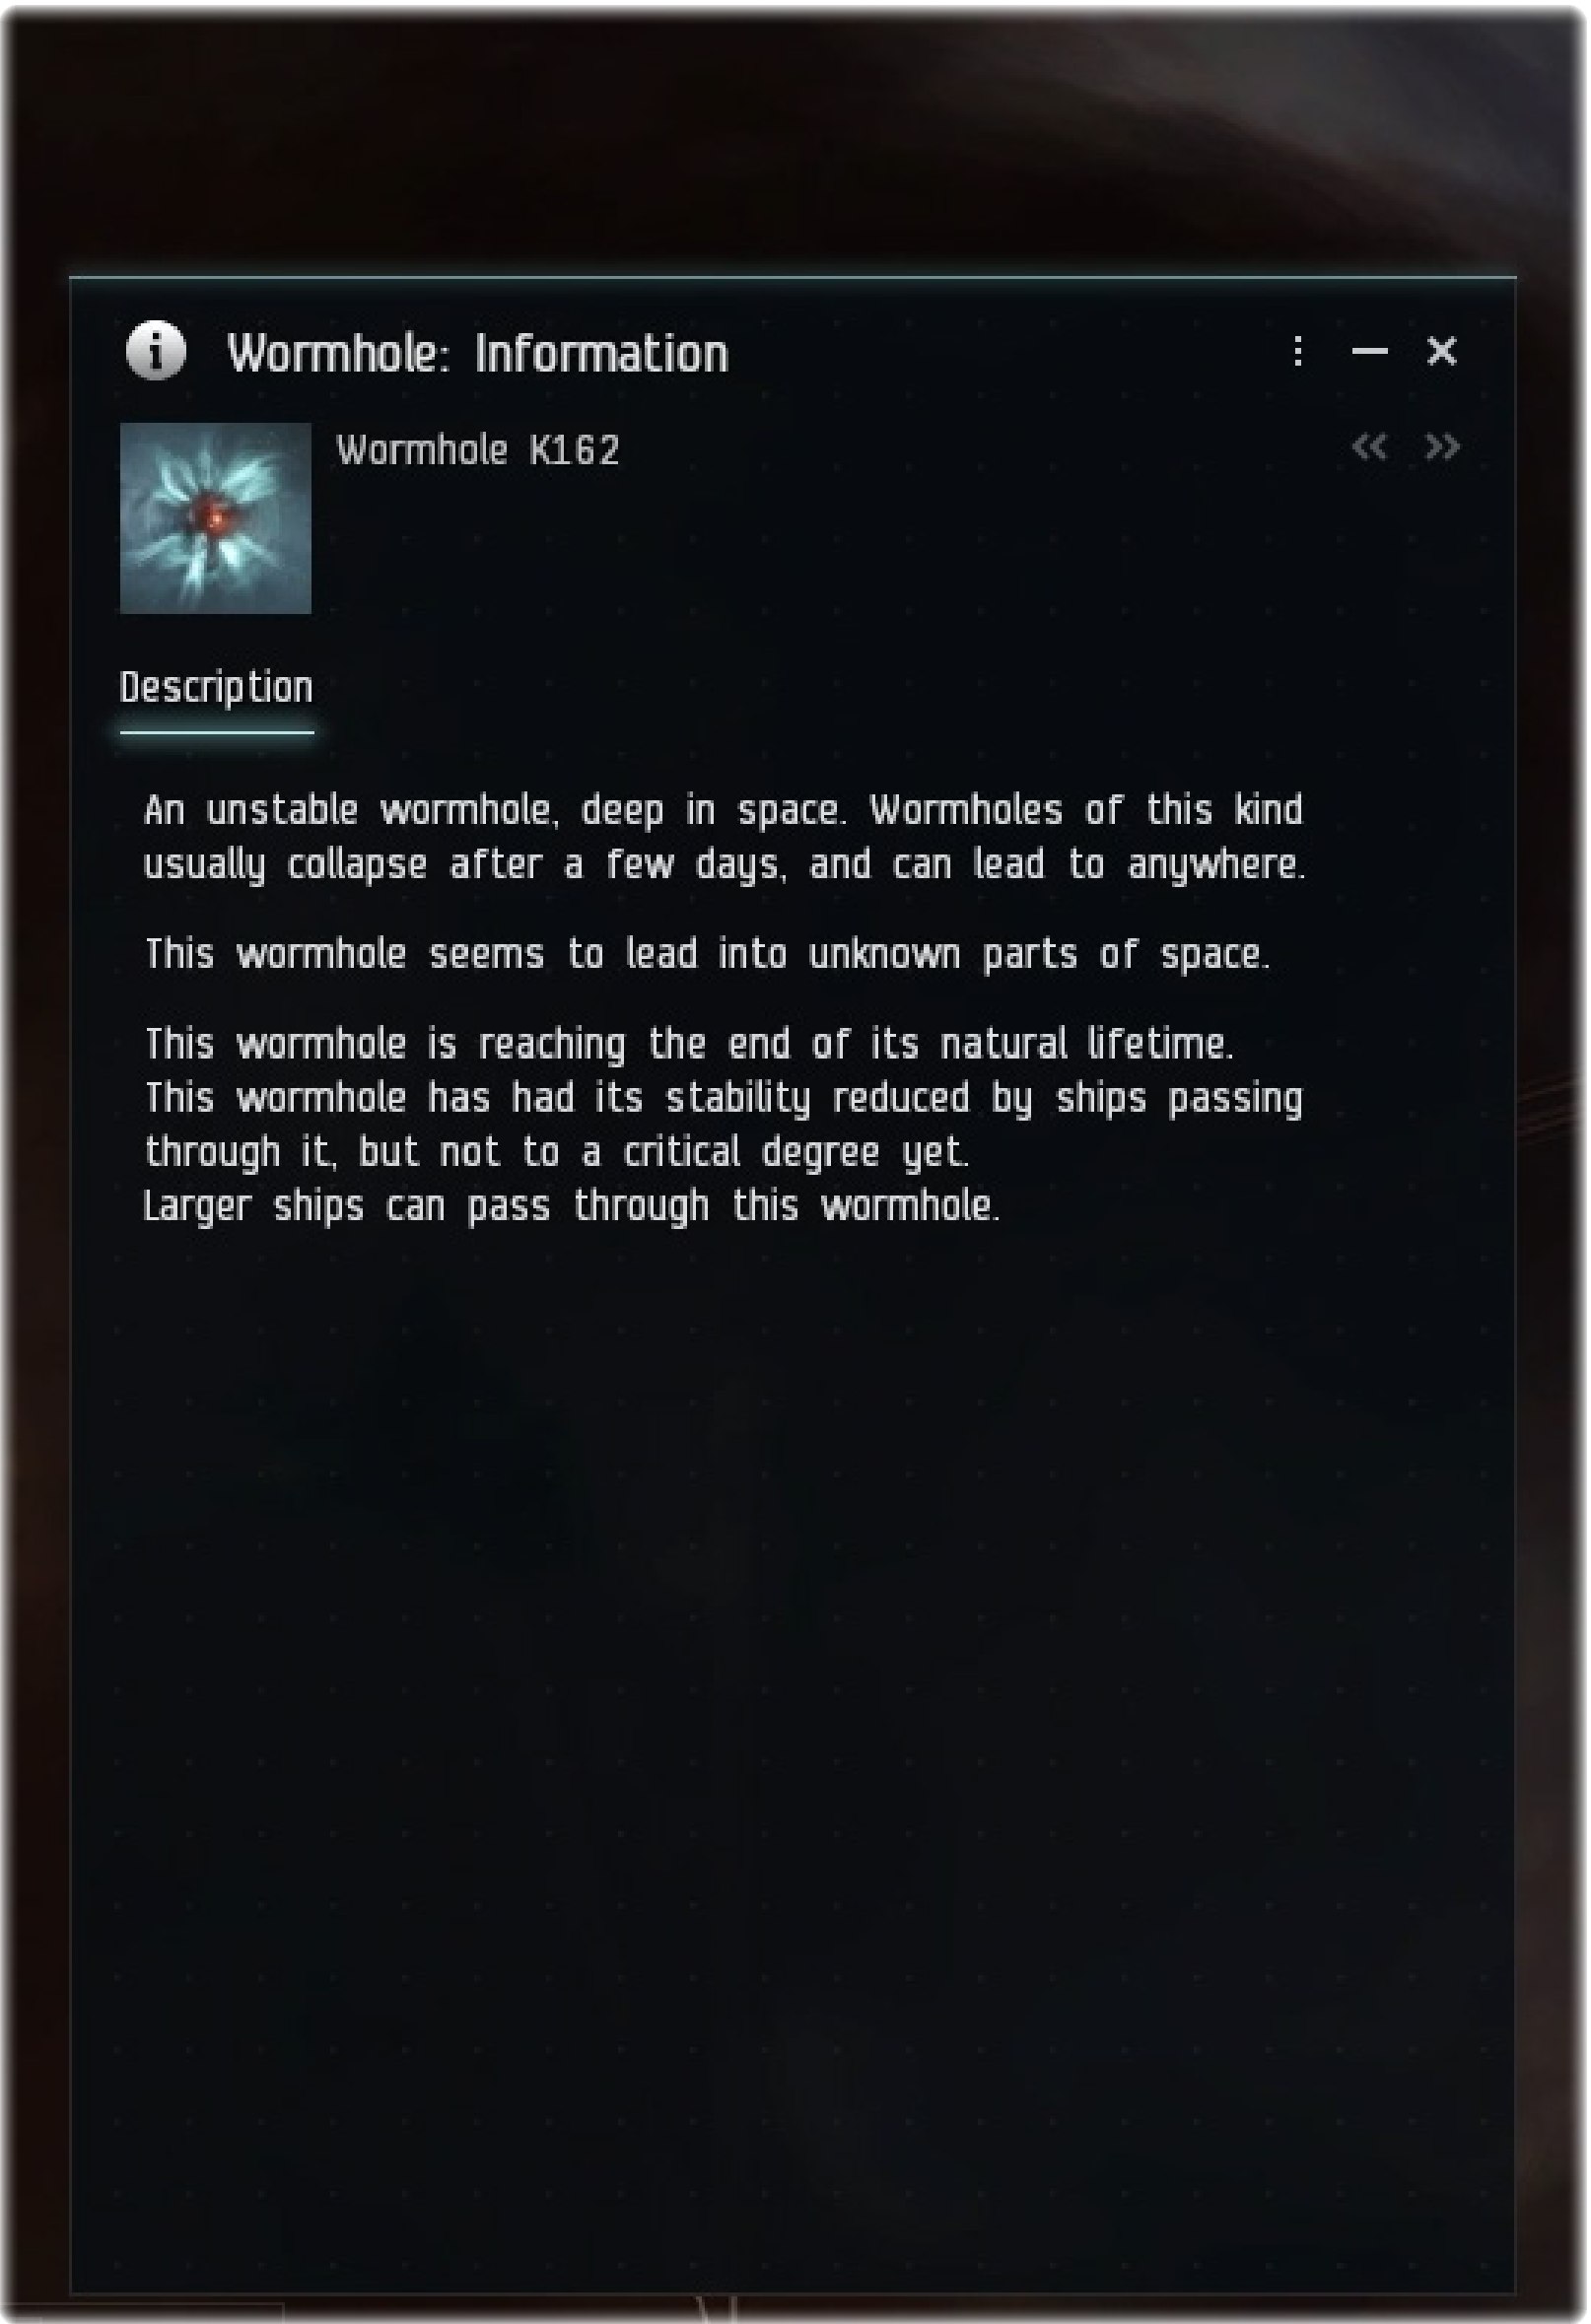 Wormhole: Information
Wormhole K162
Description
An unstable wormhole, deep in space. Wormholes of this kind
usually collapse after a few days, and can lead to anywhere.
This wormhole seems to lead into unknown parts of space.
This wormhole is reaching the end of its natural lifetime.
This wormhole has had its stability reduced by ships passing
through it, but not to a critical degree yet.
Larger ships can pass through this wormhole.